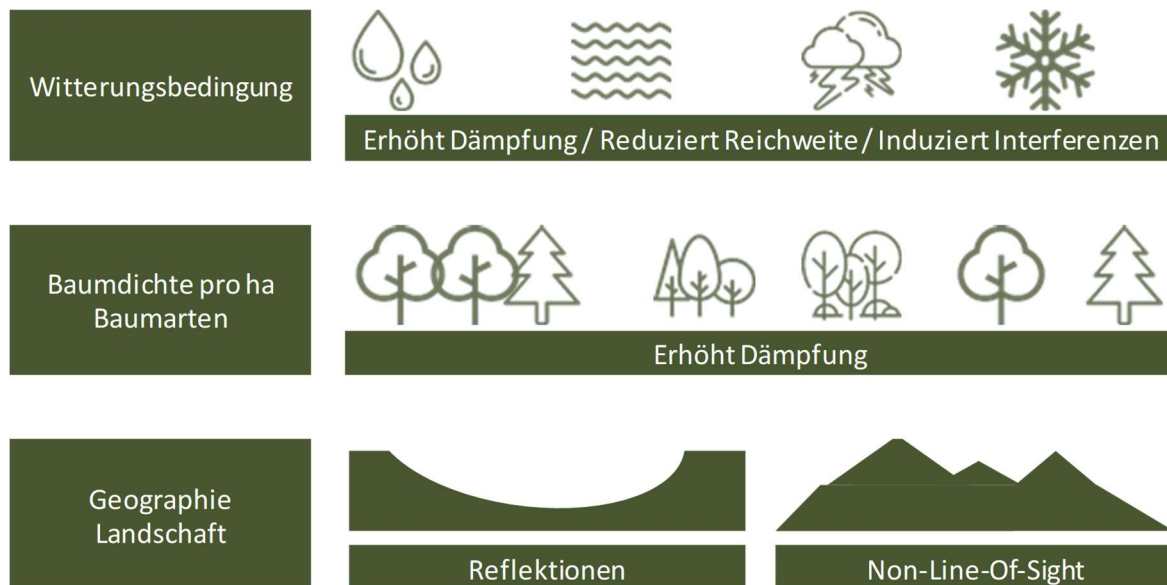 Witterungsbedingung
Erhöht Dämpfung / Reduziert Reichweite / Induziert Interferenzen
Baumdichte pro ha
Baumarten
Erhöht Dämpfung
Geographie
Landschaft
Reflektionen
Non-Line-Of-Sight